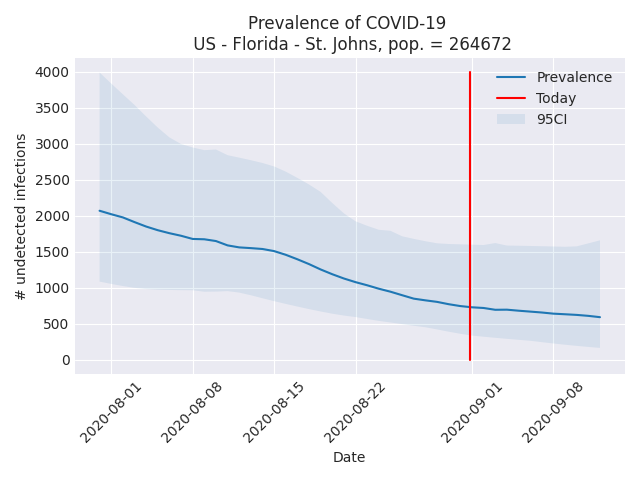 Prevalence of COVID-19
US - Florida - St. Johns, pop. = 264672
Prevalence
Today
95CI
# undetected infections
4000
3500
3000
2500
2000
1500
1000
500
0
2020-08-01
2020-08-08
2020-08-15
2020-08-22
2020-09-01
2020-09-08
Date